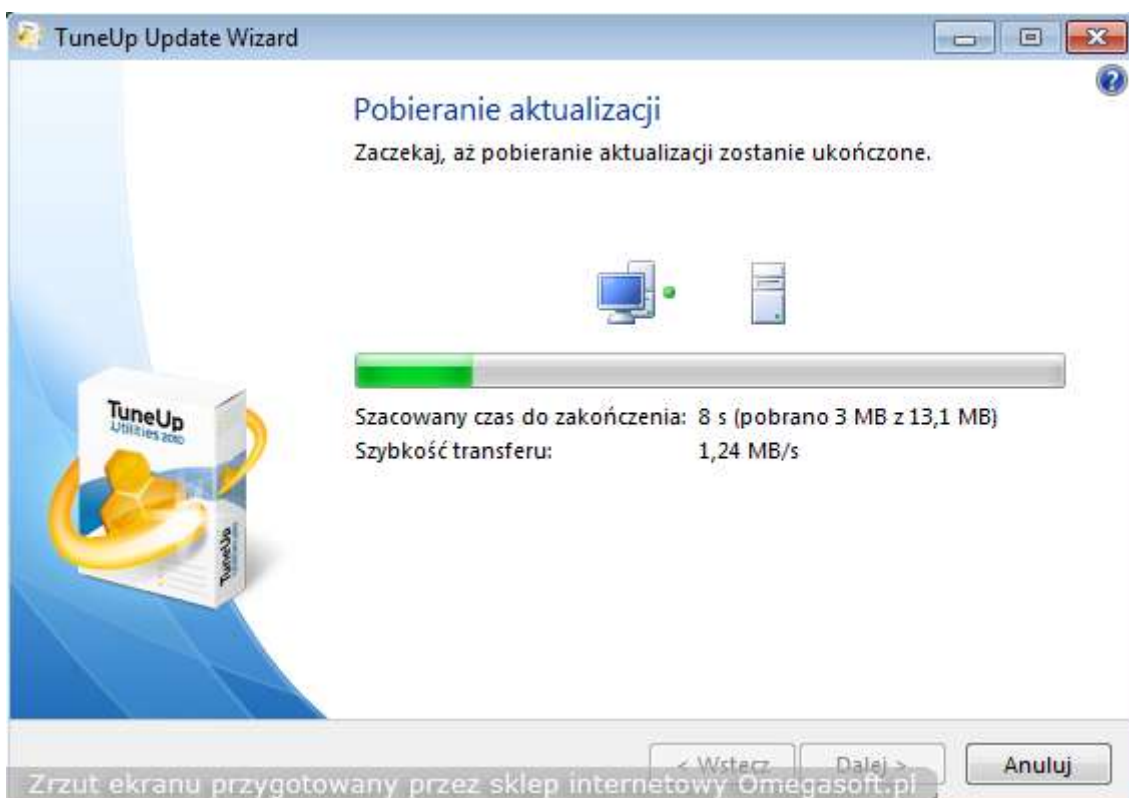 TuneUp Update Wizard
Pobieranie aktualizacji
Zaczekaj, aż pobieranie aktualizacji zostanie ukończone.
Szacowany czas do zakończenia: 8 s (pobrano 3 MB z 13,1 MB)
Szybkość transferu: 1,24 MB/s
TuneUp
Utilities 2010
TuneUp
< Wstecz Dalej > Anuluj
Zrzut ekranu przygotowany przez sklep internetowy Omegasoft.pl